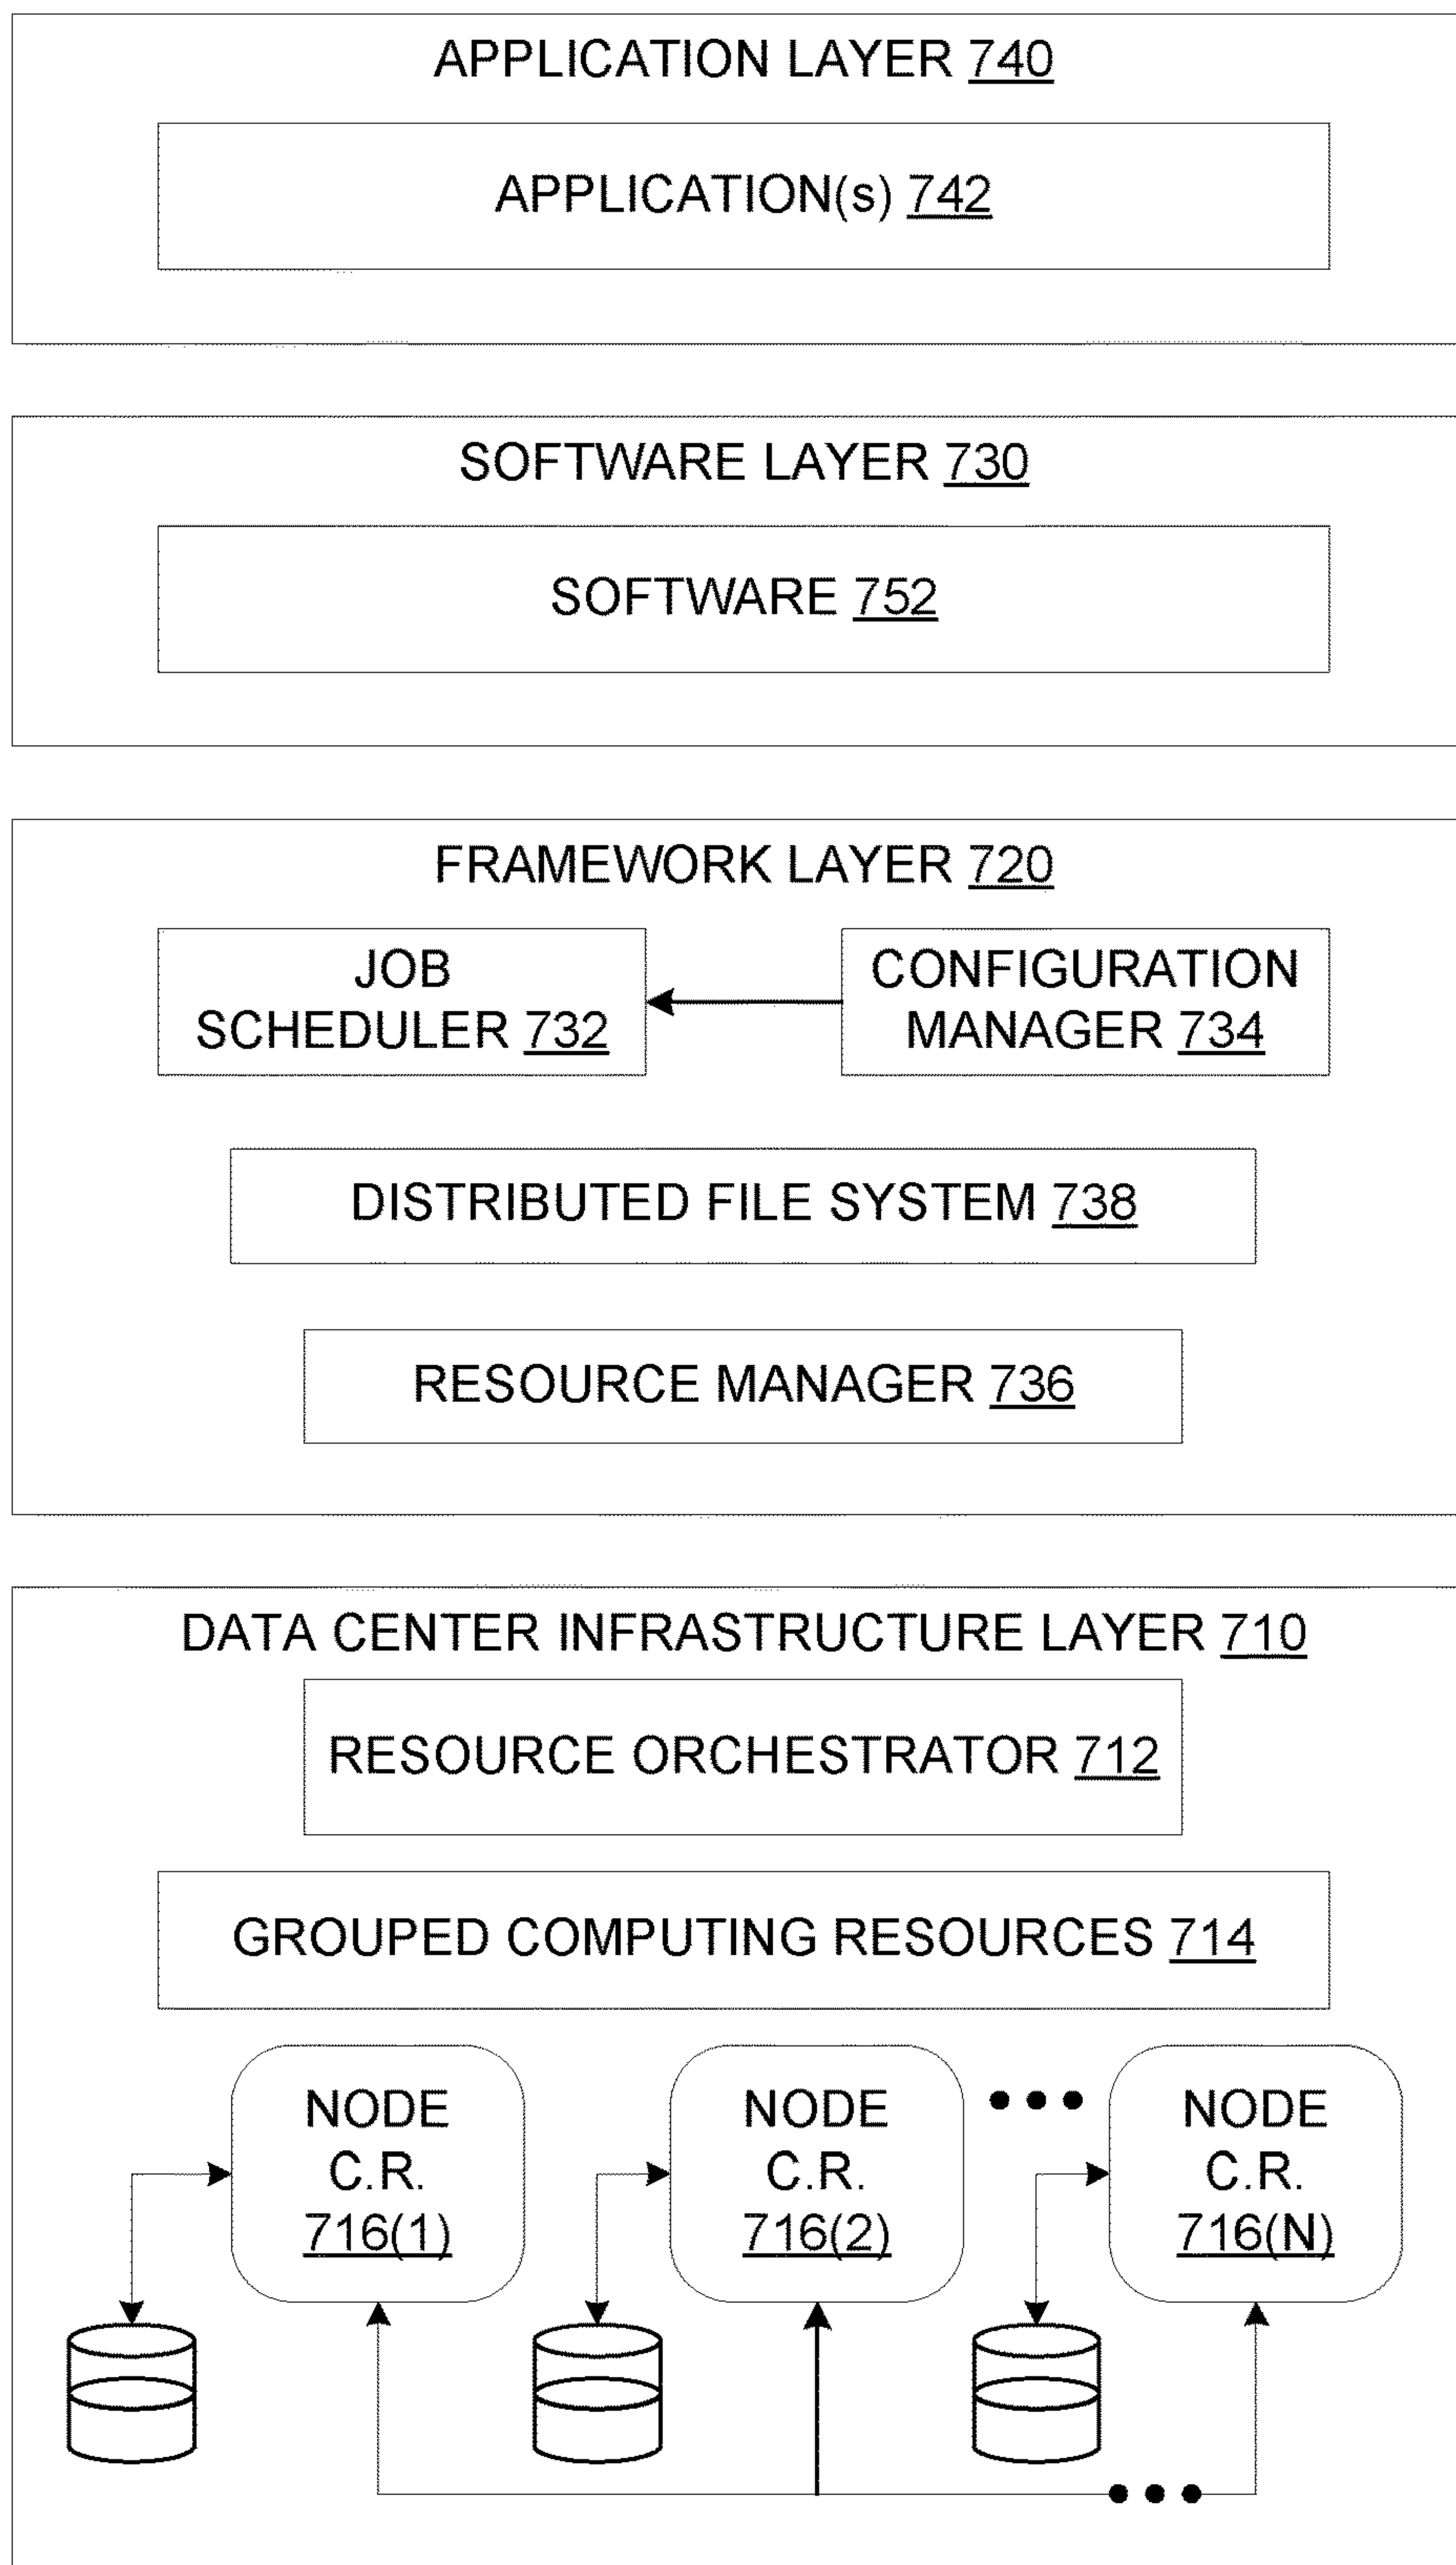 APPLICATION LAYER 740
APPLICATION(s) 742
SOFTWARE LAYER 730
SOFTWARE 752
FRAMEWORK LAYER 720
JOB
SCHEDULER 732
CONFIGURATION
MANAGER 734
DISTRIBUTED FILE SYSTEM 738
RESOURCE MANAGER 736
DATA CENTER INFRASTRUCTURE LAYER 710
RESOURCE ORCHESTRATOR 712
GROUPED COMPUTING RESOURCES 714
NODE
C.R.
716(1)
NODE
C.R.
716(2)
NODE
C.R.
716(N)